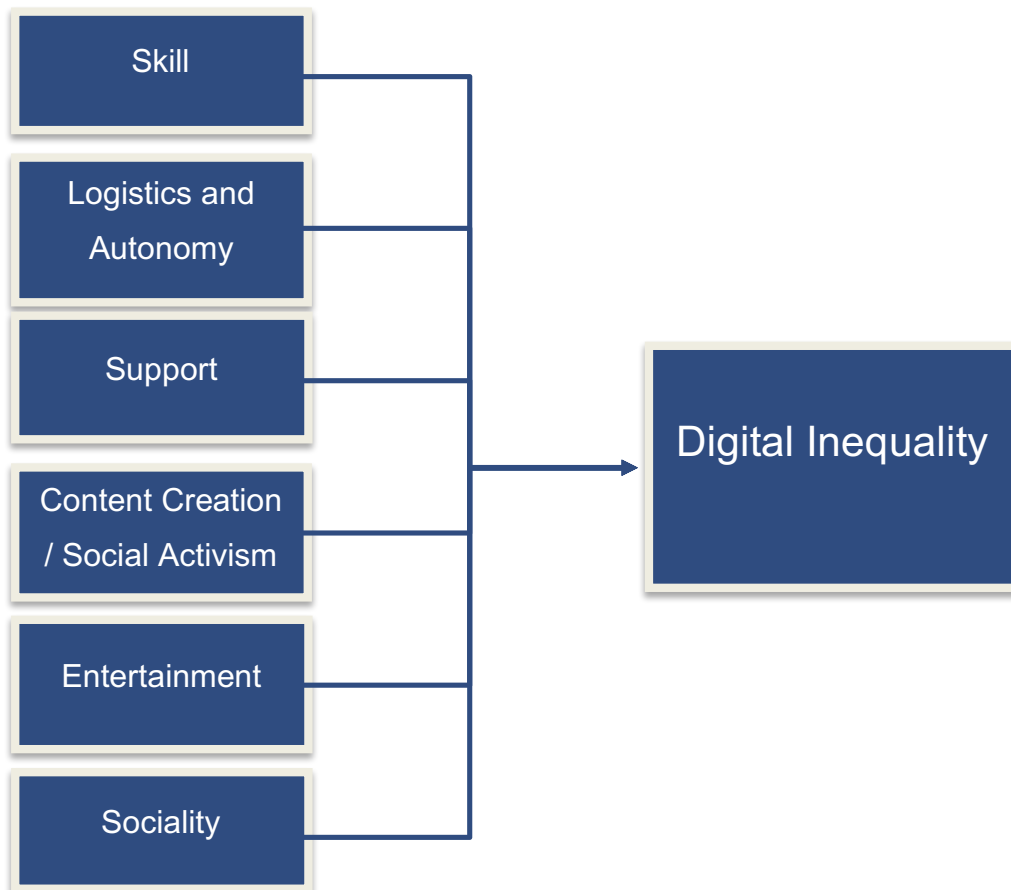 Skill
Logistics and
Autonomy
Support
Content Creation
/ Social Activism
Entertainment
Sociality
Digital Inequality